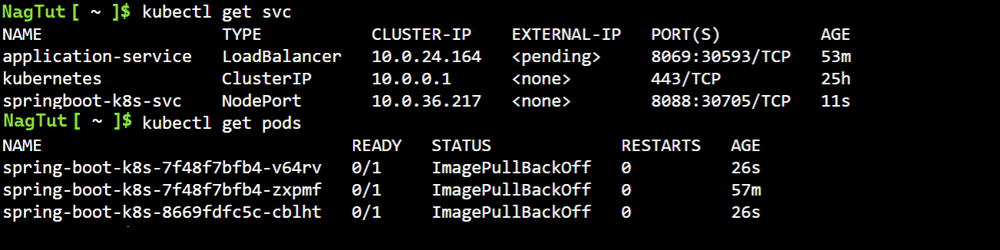 NagTut [ ~ ]$ kubectl get svc
NAME TYPE CLUSTER-IP EXTERNAL-IP PORT(S) AGE
application-service LoadBalancer 10.0.24.164 <pending> 8069:30593/TCP 53m
kubernetes ClusterIP 10.0.0.1 <none> 443/TCP 25h
springboot-k8s-svc NodePort 10.0.36.217 <none> 8088:30705/TCP 11s
NagTut [ ~ ]$ kubectl get pods
NAME READY STATUS RESTARTS AGE
spring-boot-k8s-7f48f7bfb4-v64rv 0/1 ImagePullBackOff 0 26s
spring-boot-k8s-7f48f7bfb4-zxpmf 0/1 ImagePullBackOff 0 57m
spring-boot-k8s-8669fdfc5c-cblht 0/1 ImagePullBackOff 0 26s